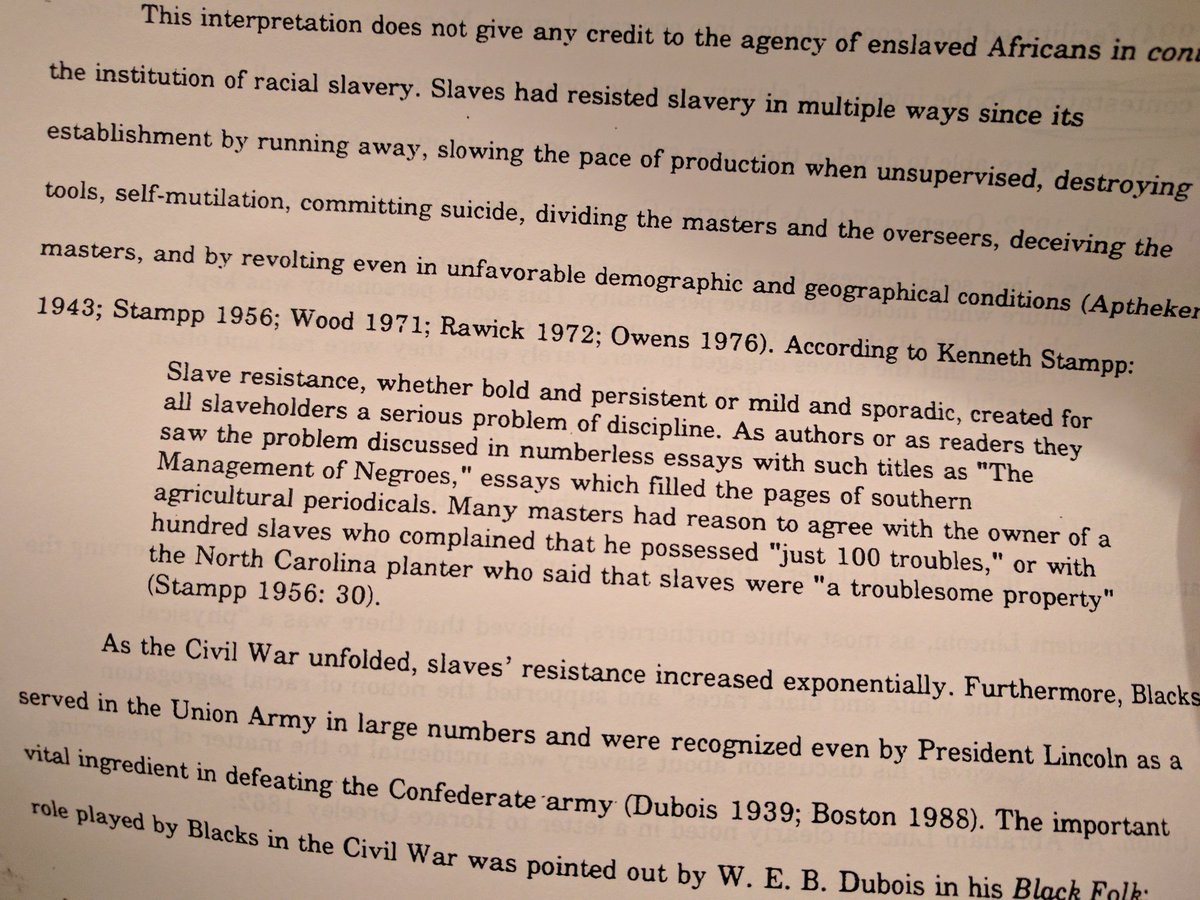 This interpretation does not give any credit to the agency of enslaved Africans in
the institution of racial slavery. Slaves had resisted slavery in multiple ways since its
establishment by running away, slowing the pace of production when unsupervised, destroying
tools, self-mutilation, committing suicide, dividing the masters and the overseers, deceiving the
masters, and by revolting even in unfavorable demographic and geographical conditions (Aptheker
1943; Stampp 1956; Wood 1971; Rawick 1972; Owens 1976). According to Kenneth Stampp:
Slave resistance, whether bold and persistent or mild and sporadic, created for
all slaveholders a serious problem of discipline. As authors or as readers they
saw the problem discussed in numberless essays with such titles as "The
Management of Negroes," essays which filled the pages of southern
agricultural periodicals. Many masters had reason to agree with the owner of a
hundred slaves who complained that he possessed "just 100 troubles," or with
the North Carolina planter who said that slaves were "a troublesome property"
(Stampp 1956: 30).
As the Civil War unfolded, slaves’ resistance increased exponentially. Furthermore, Blacks
served in the Union Army in large numbers and were recognized even by President Lincoln as a
vital ingredient in defeating the Confederate army (Dubois 1939; Boston 1988). The important
role played by Blacks in the Civil War was pointed out by W. E. B. Dubois in his Black Folk: